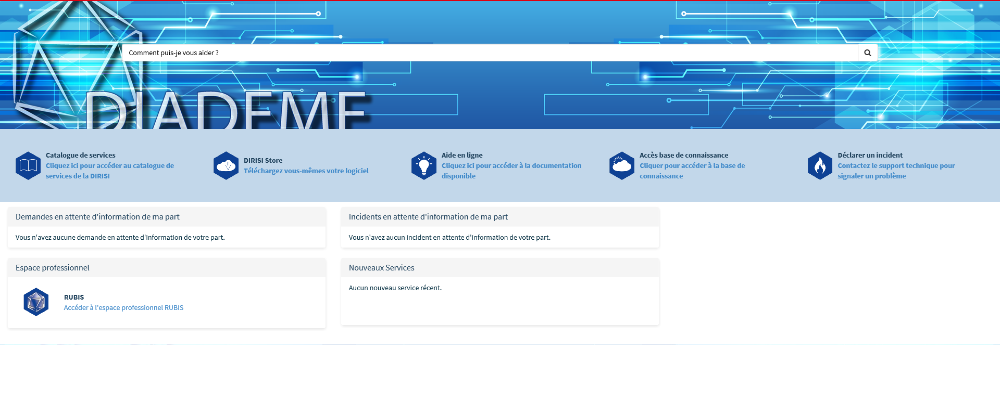 Comment puis-je vous aider ?
DIADEME
Catalogue de services
Cliquez ici pour accéder au catalogue de
services de la DIRISI
DIRISI Store
Téléchargez vous-mêmes votre logiciel
Aide en ligne
Cliquez ici pour accéder à la documentation
disponible
Accès base de connaissance
Cliquer pour accéder à la base de
connaissance
Déclarer un incident
Contactez le support technique pour
signaler un problème
Demandes en attente d'information de ma part
Vous n'avez aucune demande en attente d'information de votre part.
Incidents en attente d'information de ma part
Vous n'avez aucun incident en attente d'information de votre part.
Espace professionnel
RUBIS
Accéder à l'espace professionnel RUBIS
Nouveaux Services
Aucun nouveau service récent.